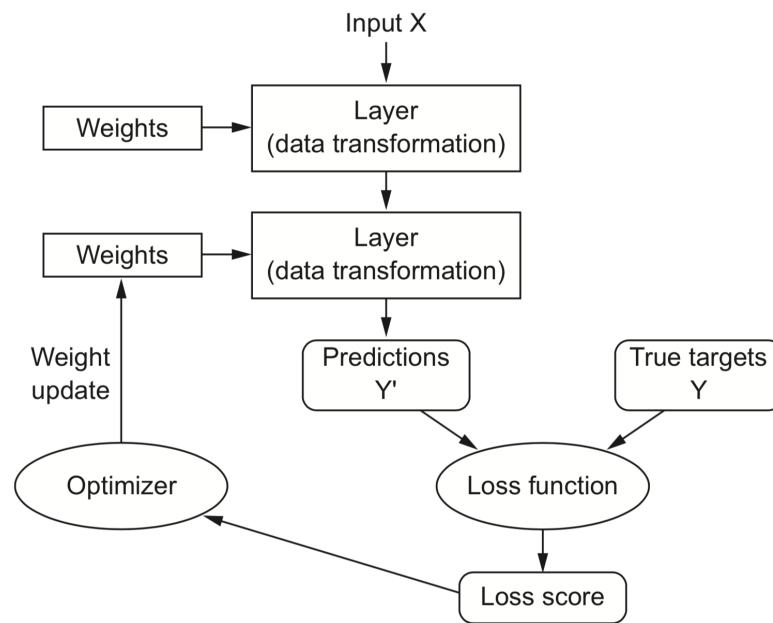 Input X
Layer
(data transformation)
Weights
Layer
(data transformation)
Weights
Weight
update
Predictions
Y'
True targets
Y
Optimizer
Loss function
Loss score